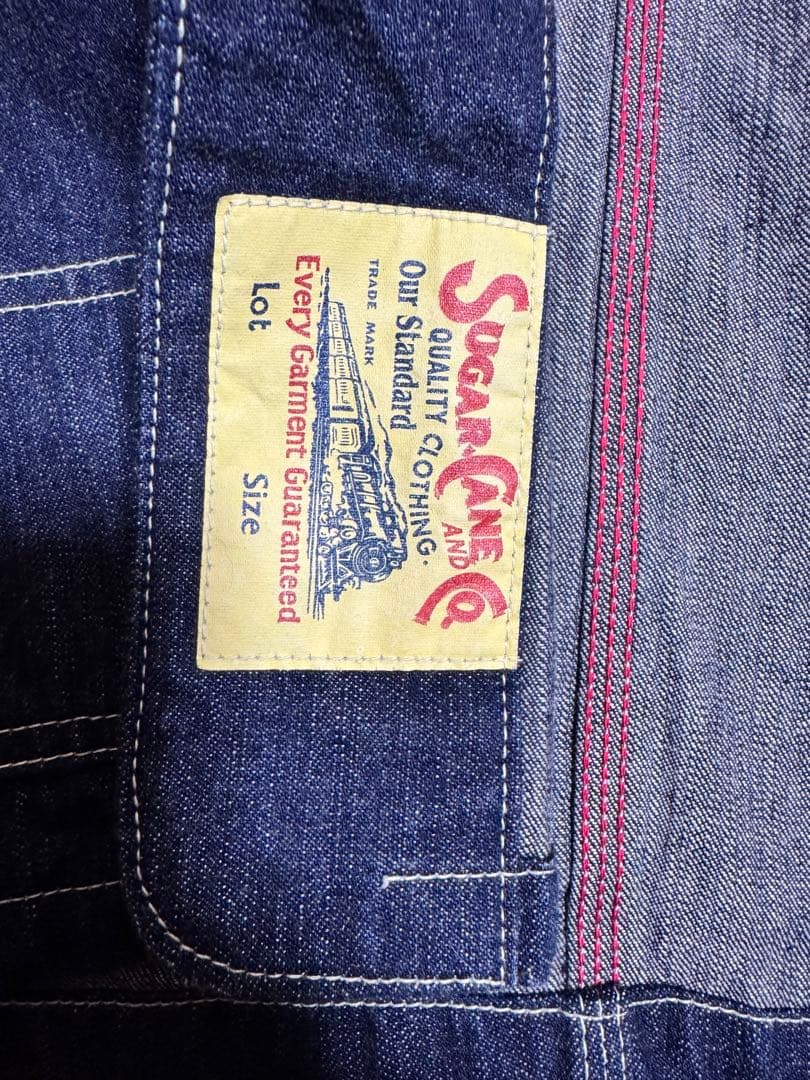 SUGAR CANE AND CO.
QUALITY CLOTHING.
Our Standard
TRADE MARK
Every Garment Guaranteed
Lot Size